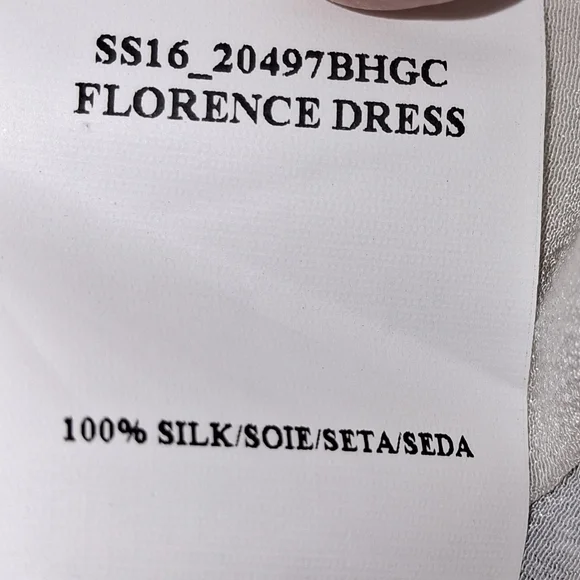 SS16_20497BHGC
FLORENCE DRESS
100% SILK/SOIE/SETA/SEDA